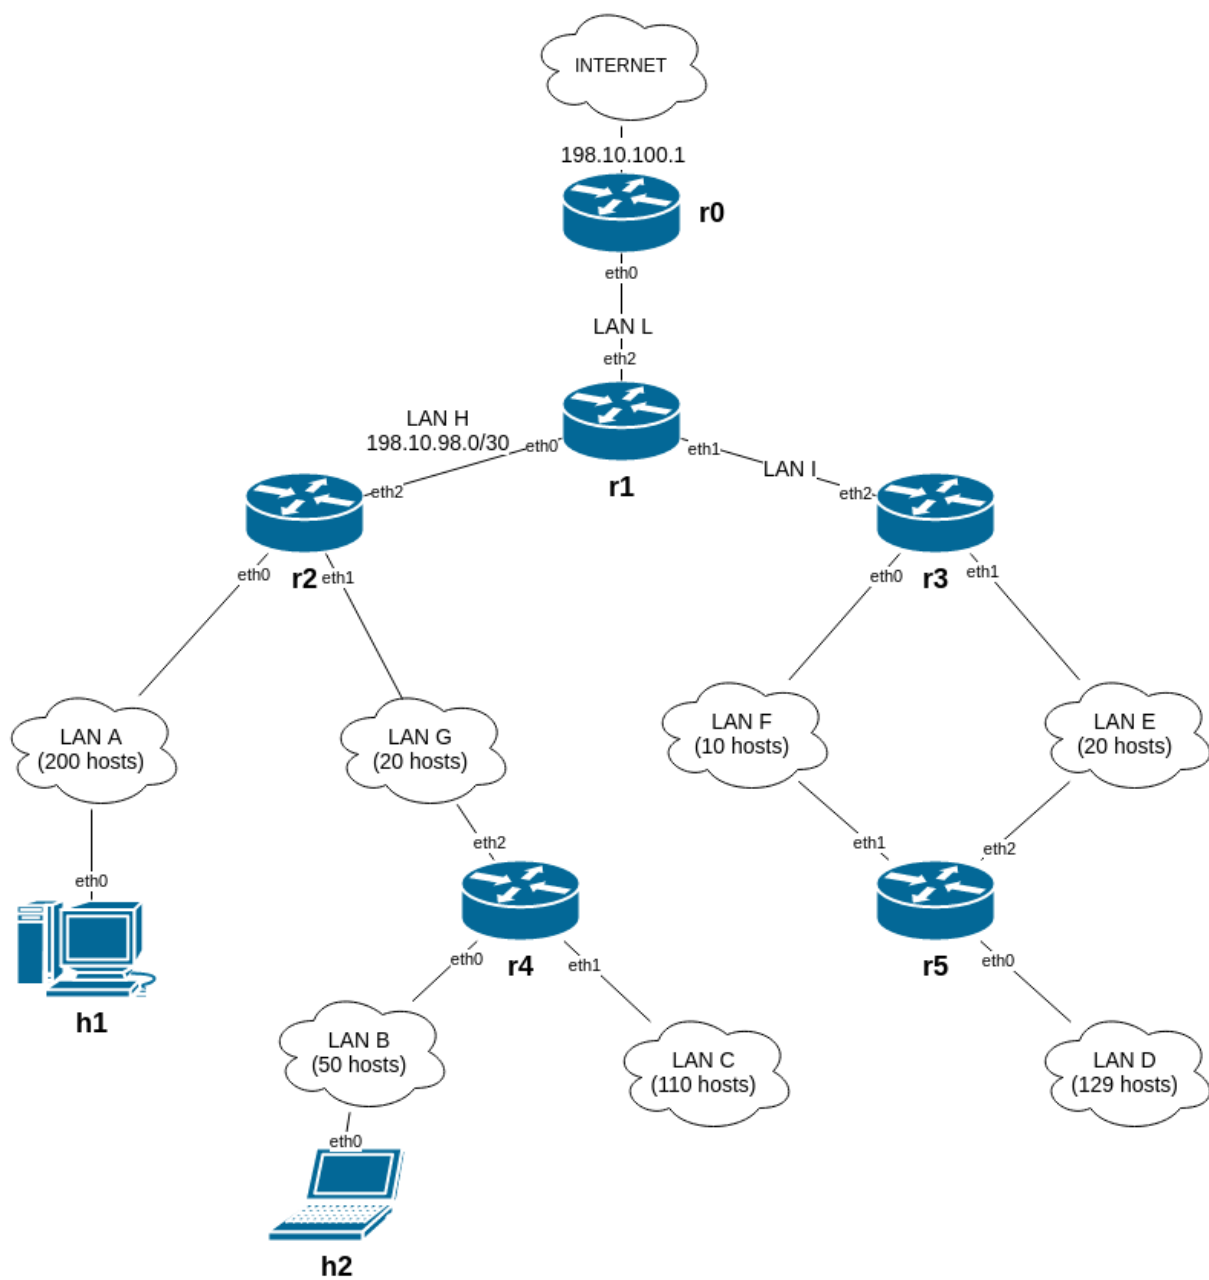 INTERNET
198.10.100.1
r0
eth0
LAN L
eth2
LAN H
198.10.98.0/30
eth0
eth1
r1
LAN I
eth2
eth2
eth0
r2
eth1
eth0
r3
eth1
LAN A
(200 hosts)
LAN G
(20 hosts)
LAN F
(10 hosts)
LAN E
(20 hosts)
eth2
eth1
eth2
eth0
h1
eth0
r4
eth1
r5
eth0
LAN B
(50 hosts)
LAN C
(110 hosts)
LAN D
(129 hosts)
eth0
h2